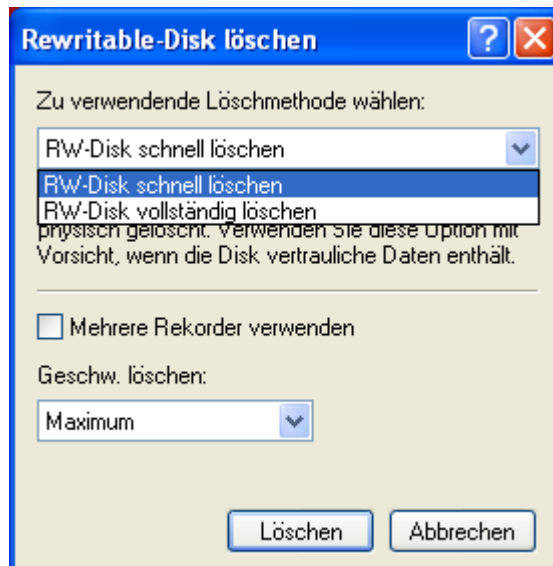 Rewritable-Disk löschen
Zu verwendende Löschmethode wählen:
RW-Disk schnell löschen
RW-Disk schnell löschen
RW-Disk vollständig löschen
physisch gelöscht. Verwenden Sie diese Option mit
Vorsicht, wenn die Disk vertrauliche Daten enthält.
Mehrere Rekorder verwenden
Geschw. löschen:
Maximum
Löschen Abbrechen